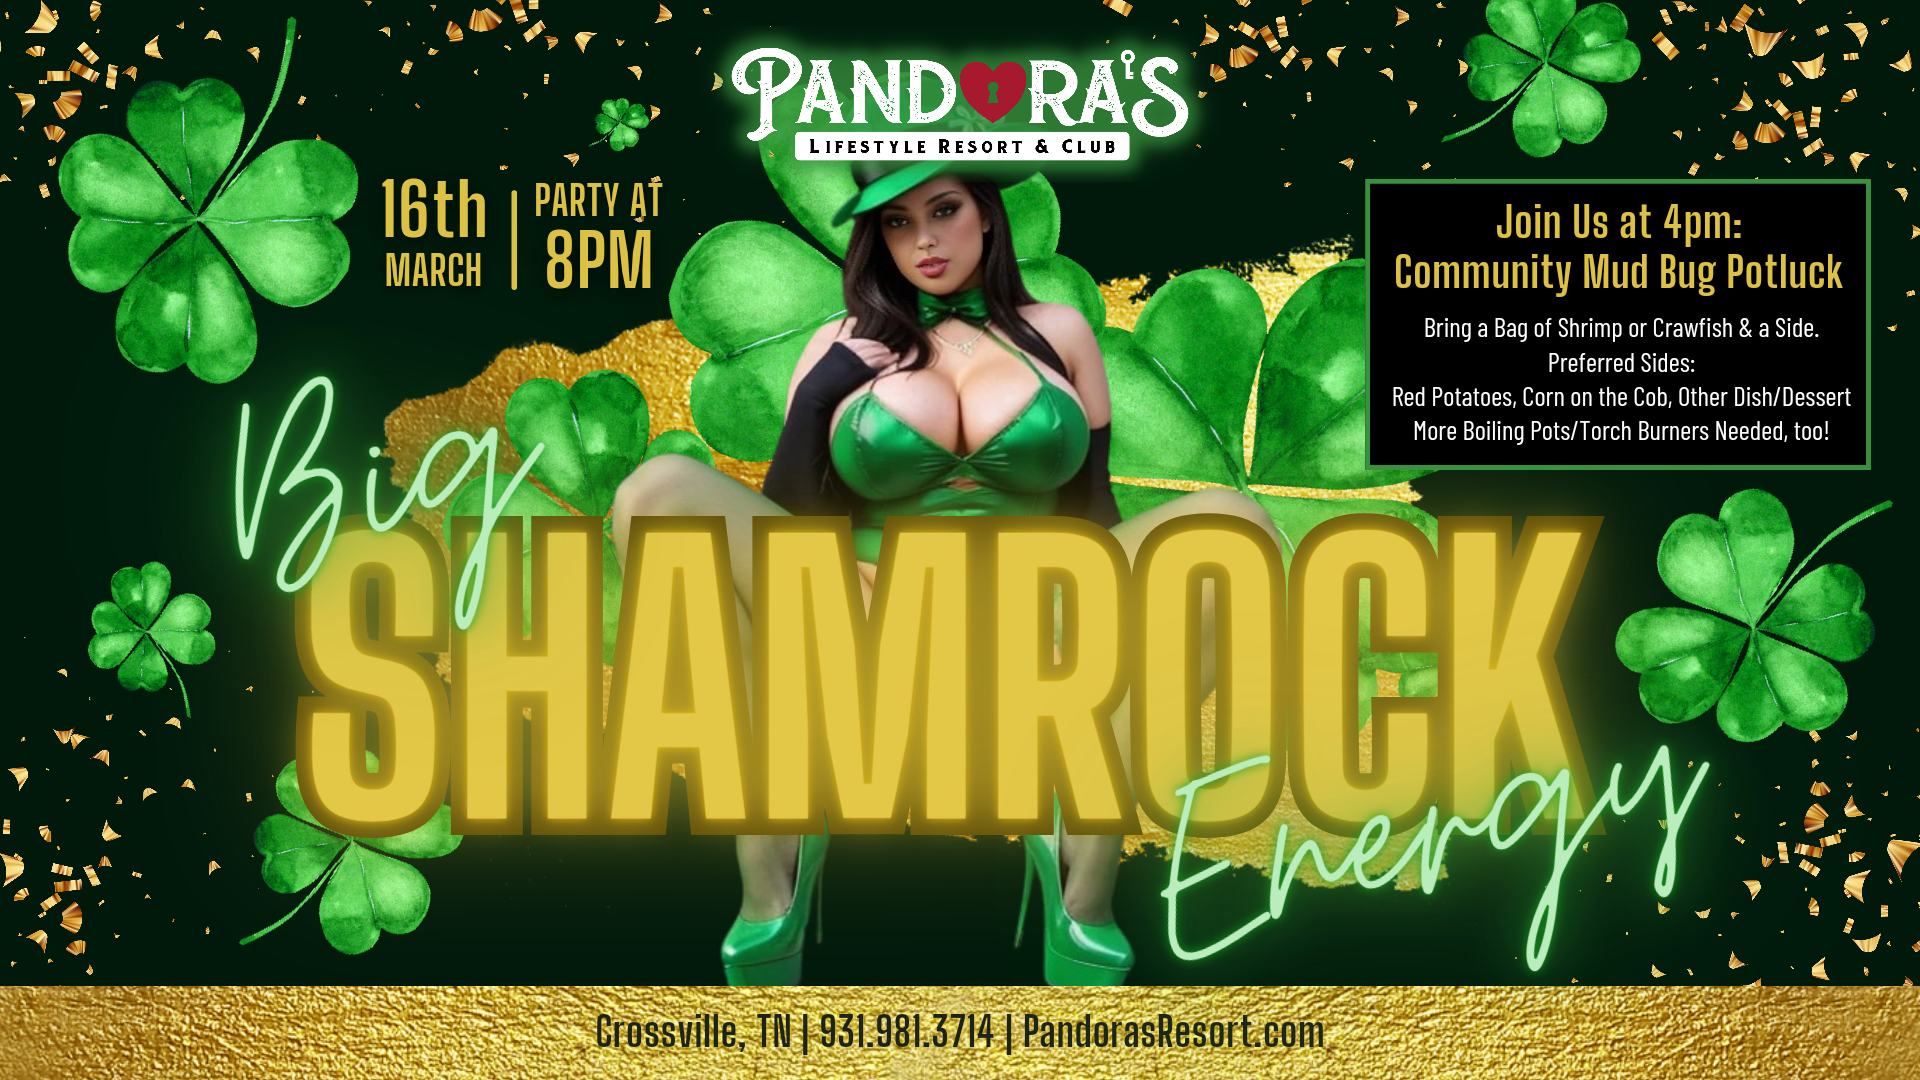 PANDORA'S
LIFESTYLE RESORT & CLUB
16th
MARCH
PARTY AT
8PM
Join Us at 4pm:
Community Mud Bug Potluck
Bring a Bag of Shrimp or Crawfish & a Side.
Preferred Sides:
Red Potatoes, Corn on the Cob, Other Dish/Dessert
More Boiling Pots/Torch Burners Needed, too!
Big
SHAMROCK
Energy
Crossville, TN | 931.981.3714 | PandorasResort.com